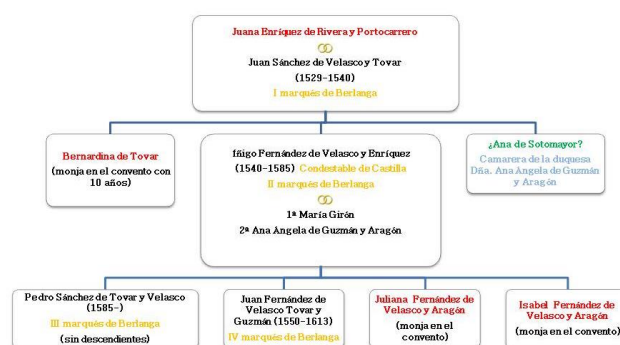 Juana Enríquez de Rivera y Portocarrero
Juan Sánchez de Velasco y Tovar
(1529-1540)
I marqués de Berlanga
Bernardina de Tovar
(monja en el convento con
10 años)
Íñigo Fernández de Velasco y Enríquez
(1540-1585) Condestable de Castilla
II marqués de Berlanga
1ª María Girón
2ª Ana Ángela de Guzmán y Aragón
¿Ana de Sotomayor?
Camarera de la duquesa
Dña. Ana Angela de Guzmán
y Aragón
Pedro Sánchez de Tovar y Velasco
(1585-)
III marqués de Berlanga
(sin descendientes)
Juan Fernández de
Velasco Tovar y
Guzmán (1550-1613)
IV marqués de Berlanga
Juliana Fernández de
Velasco y Aragón
(monja en el
convento)
Isabel Fernández de
Velasco y Aragón
(monja en el convento)